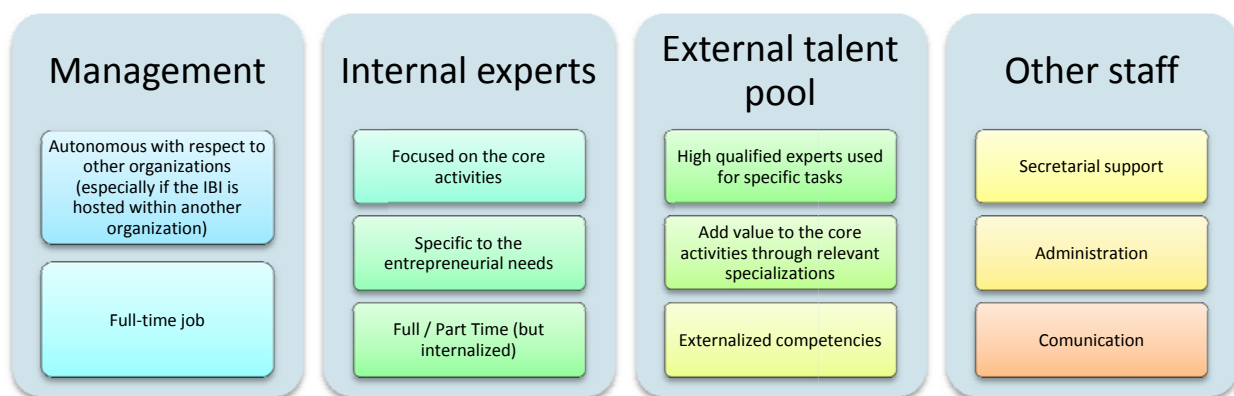 Management
Autonomous with respect to
other organizations
(especially if the IBI is
hosted within another
organization)
Full-time job
Internal experts
Focused on the core
activities
Specific to the
entrepreneurial needs
Full / Part Time (but
internalized)
External talent
pool
High qualified experts used
for specific tasks
Add value to the core
activities through relevant
specializations
Externalized competencies
Other staff
Secretarial support
Administration
Comunication